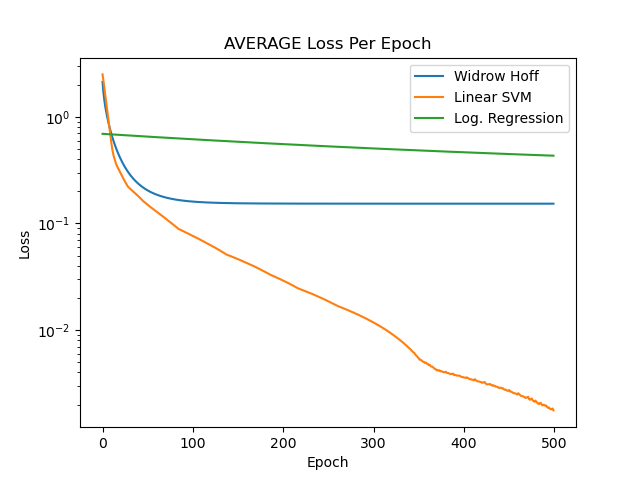 AVERAGE Loss Per Epoch
Widrow Hoff
Linear SVM
Log. Regression
10⁰
10⁻¹
10⁻²
Loss
0 100 200 300 400 500
Epoch